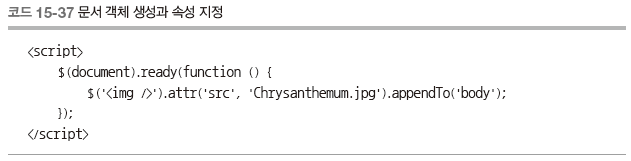 코드 15-37 문서 객체 생성과 속성 지정
<script>
$(document).ready(function () {
$('<img />').attr('src', 'Chrysanthemum.jpg').appendTo('body');
});
</script>